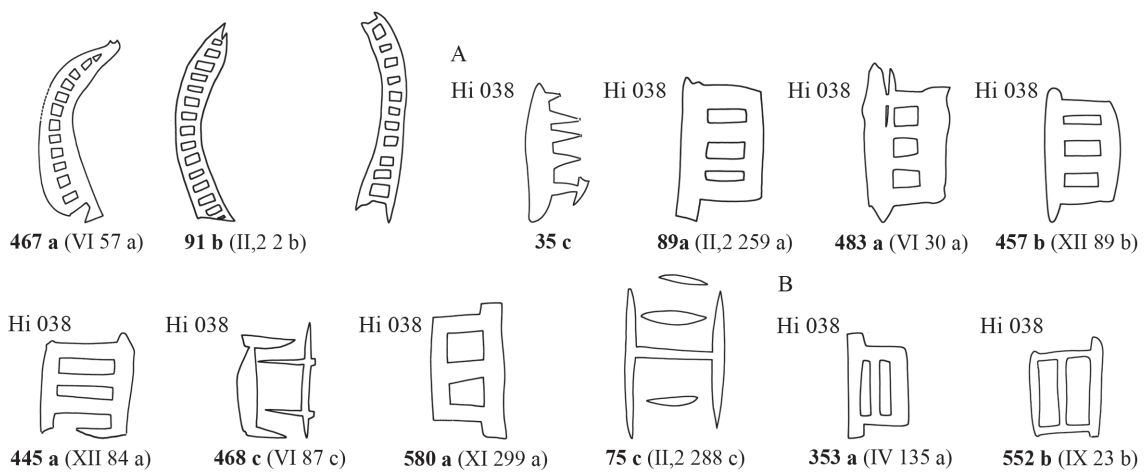 A
Hi 038 Hi 038 Hi 038 Hi 038
467 a (VI 57 a) 91 b (II,2 2 b) 35 c 89a (II,2 259 a) 483 a (VI 30 a) 457 b (XII 89 b)
B
Hi 038 Hi 038 Hi 038 Hi 038 Hi 038
445 a (XII 84 a) 468 c (VI 87 c) 580 a (XI 299 a) 75 c (II,2 288 c) 353 a (IV 135 a) 552 b (IX 23 b)